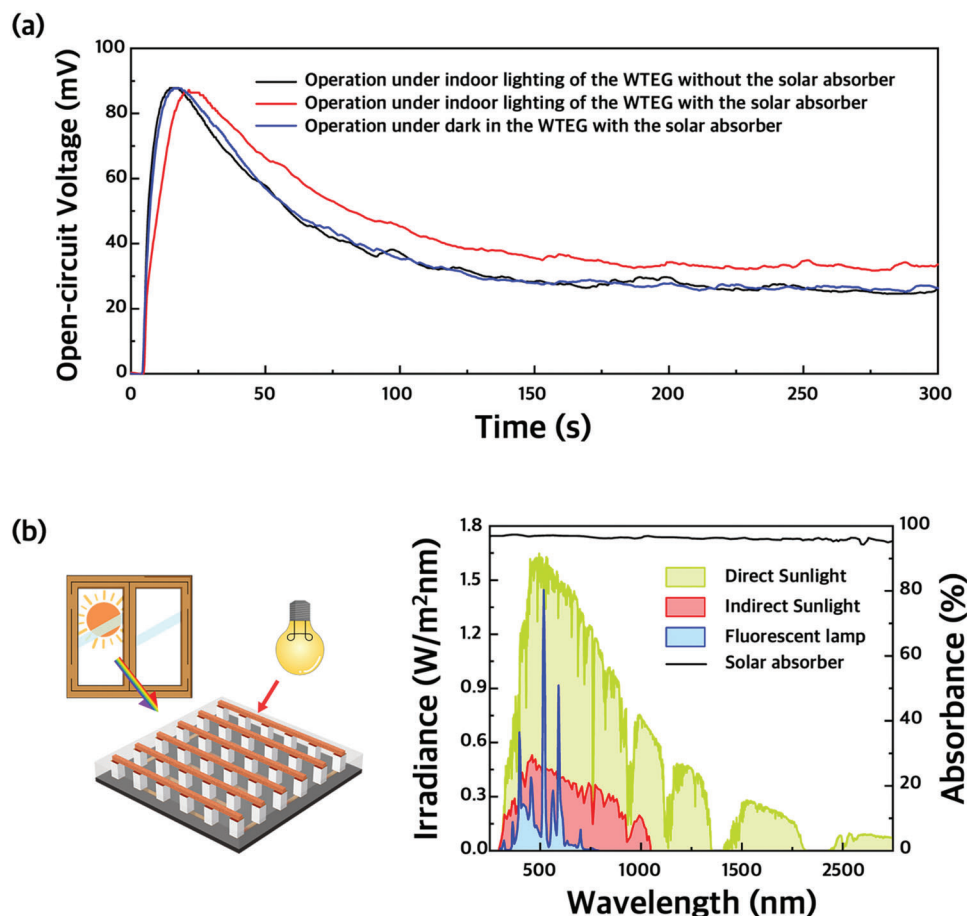 (a)
100
80
60
40
20
0
Open-circuit Voltage (mV)
Operation under indoor lighting of the WTEG without the solar absorber
Operation under indoor lighting of the WTEG with the solar absorber
Operation under dark in the WTEG with the solar absorber
0 50 100 150 200 250 300
Time (s)
(b)
1.8
1.5
1.2
0.9
0.6
0.3
0.0
Irradiance (W/m²nm)
Direct Sunlight
Indirect Sunlight
Fluorescent lamp
Solar absorber
100
80
60
40
20
0
Absorbance (%)
500 1000 1500 2500
Wavelength (nm)